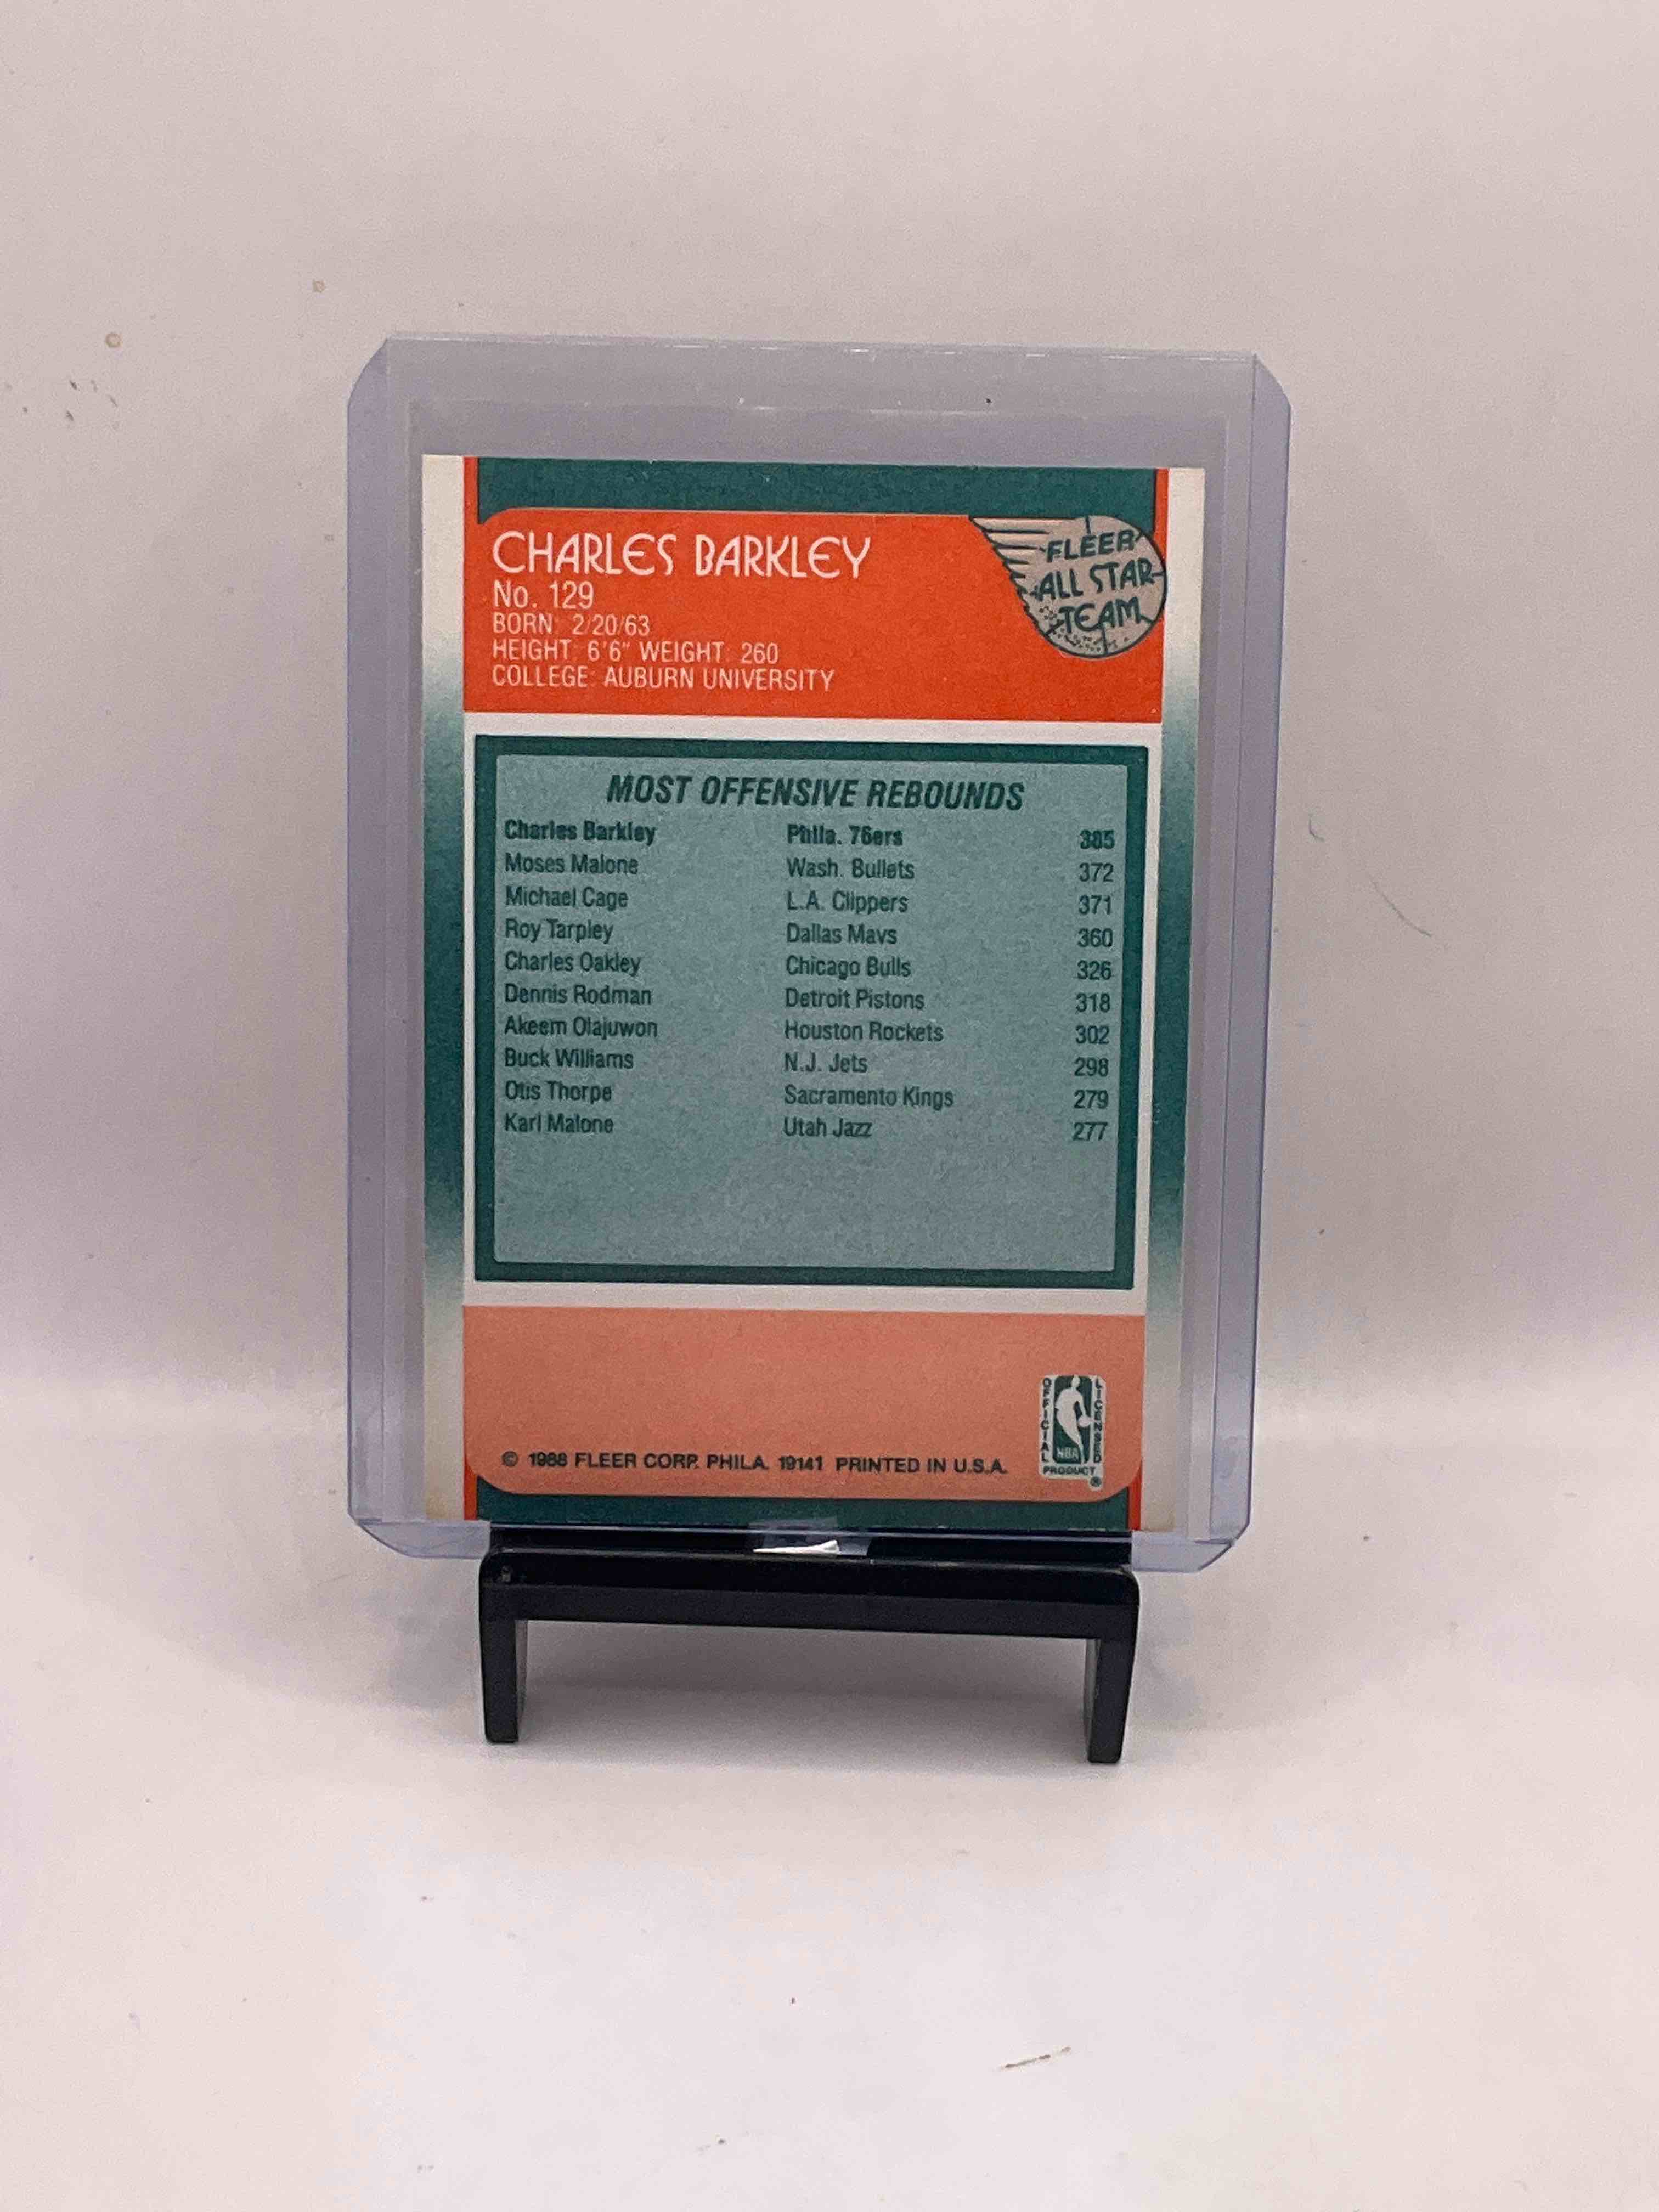 CHARLES BARKLEY
No. 129
BORN: 2/20/63
HEIGHT: 6'6" WEIGHT: 260
COLLEGE: AUBURN UNIVERSITY
FLEER
ALL STAR
TEAM
MOST OFFENSIVE REBOUNDS
Charles Barkley Phila. 76ers 385
Moses Malone Wash. Bullets 372
Michael Cage L.A. Clippers 371
Roy Tarpley Dallas Mavs 360
Charles Oakley Chicago Bulls 326
Dennis Rodman Detroit Pistons 318
Akeem Olajuwon Houston Rockets 302
Buck Williams N.J. Jets 298
Otis Thorpe Sacramento Kings 279
Karl Malone Utah Jazz 277
© 1988 FLEER CORP. PHILA. 19141 PRINTED IN U.S.A.
OFFICIAL
LICENSED
NBA
PRODUCT
®